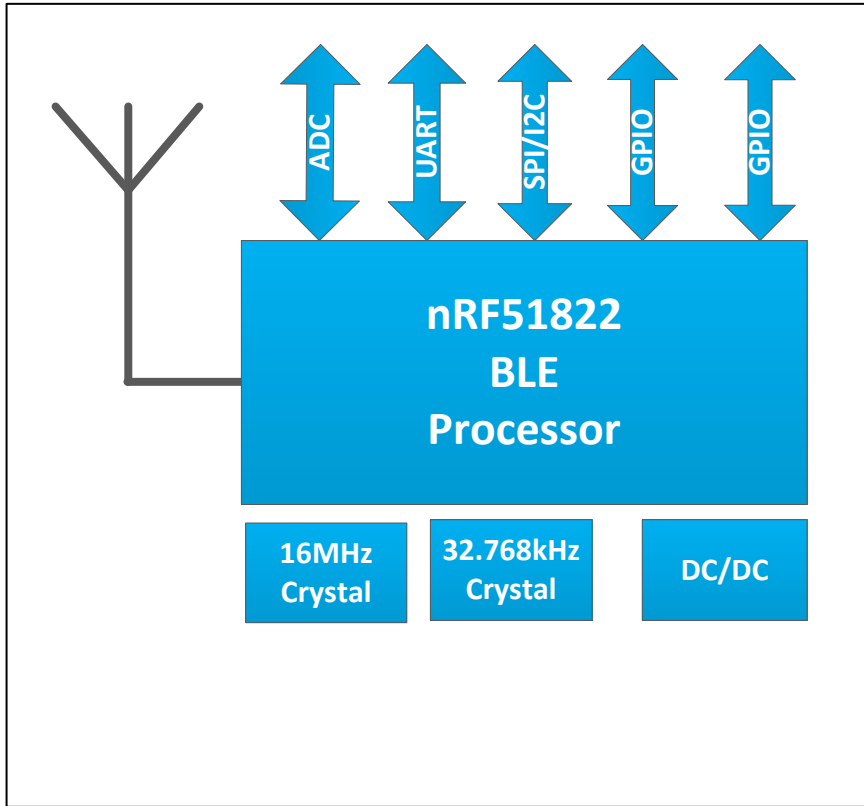 ADC
UART
SPI/I2C
GPIO
GPIO
nRF51822
BLE
Processor
16MHz
Crystal
32.768kHz
Crystal
DC/DC